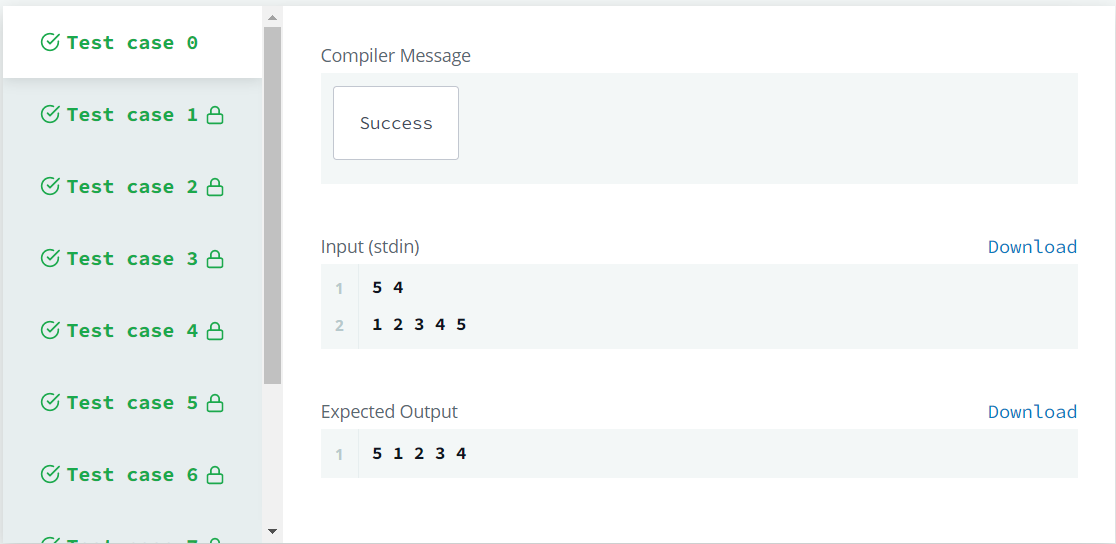 Test case 0
Test case 1
Test case 2
Test case 3
Test case 4
Test case 5
Test case 6
Compiler Message
Success
Input (stdin)
Download
1 5 4
2 1 2 3 4 5
Expected Output
Download
1 5 1 2 3 4